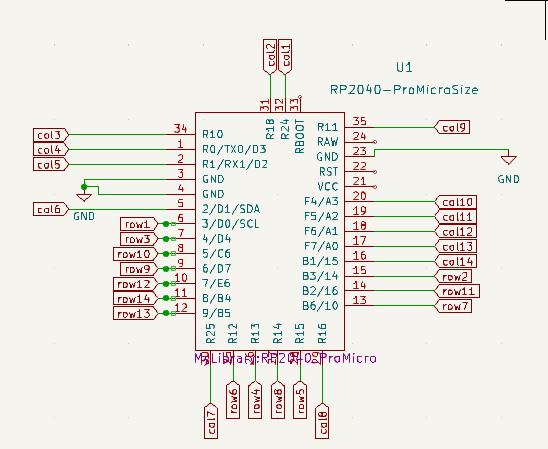 col2
col1
U1
RP2040-ProMicroSize
31
32
33
R18
R24
RBOOT
col3
34
R10
R11
35
col9
col4
1
R0/TX0/D3
RAW
24
col5
2
R1/RX1/D2
GND
23
3
GND
RST
22
GND
4
GND
VCC
21
GND
col6
5
2/D1/SDA
F4/A3
20
col10
row1
6
3/D0/SCL
F5/A2
19
col11
row3
7
4/D4
F6/A1
18
col12
row10
8
5/C6
F7/A0
17
col13
row9
9
6/D7
B1/15
16
col14
row12
10
7/E6
B3/14
15
row2
row14
11
8/B4
B2/16
14
row11
row13
12
9/B5
B6/10
13
row7
R25
R12
R13
R14
R15
R16
MyLibrary:RP2040-ProMicro
col7
row6
row4
row8
row5
col8